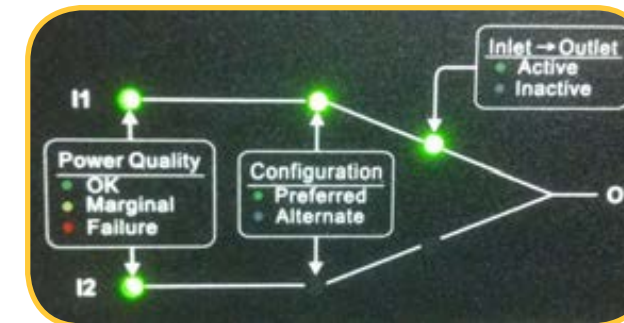 Inlet → Outlet
Active
Inactive
I1
Power Quality
OK
Marginal
Failure
Configuration
Preferred
Alternate
O
I2